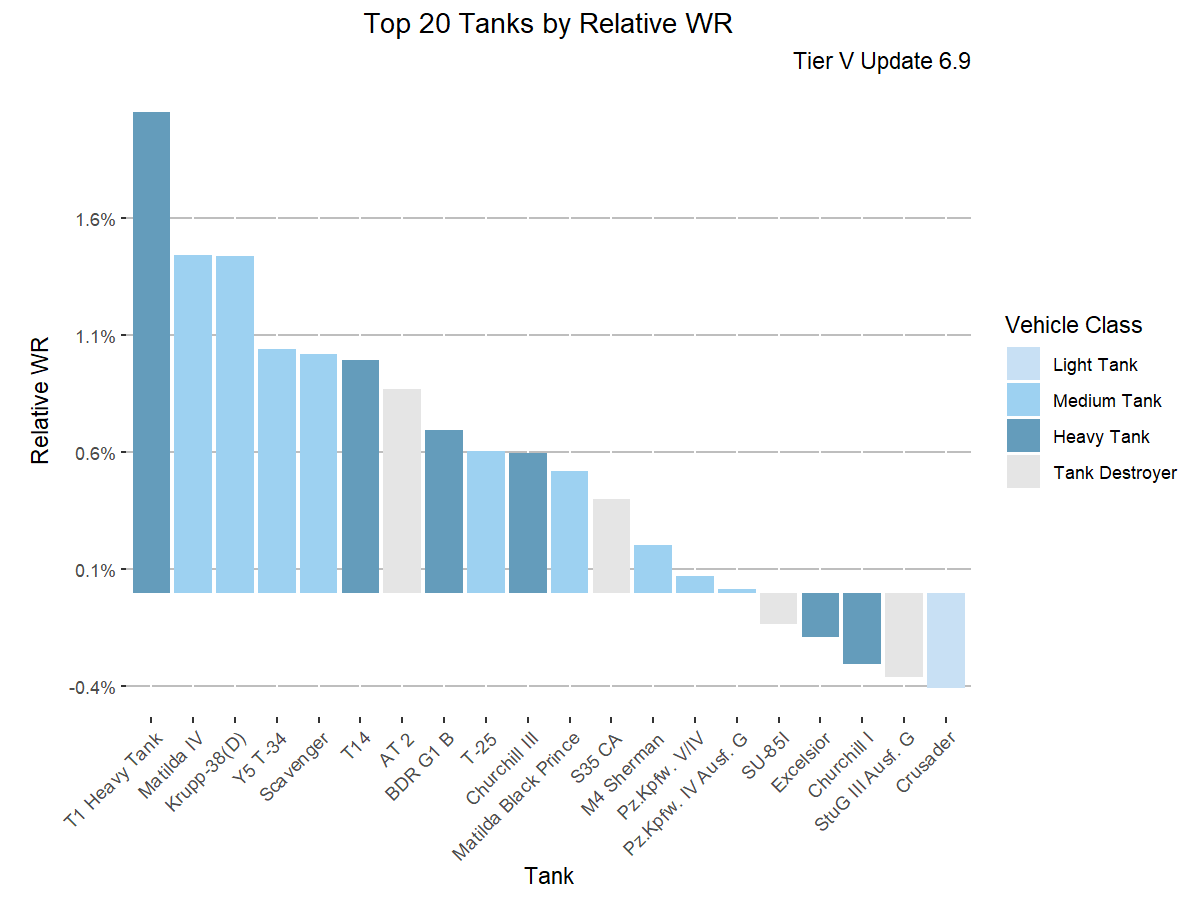 Top 20 Tanks by Relative WR
Tier V Update 6.9
Relative WR
1.6%
1.1%
0.6%
0.1%
-0.4%
T1 Heavy Tank
Matilda IV
Krupp-38(D)
Y5 T-34
Scavenger
T14
AT 2
BDR G1 B
T-25
Churchill III
Matilda Black Prince
S35 CA
M4 Sherman
Pz.Kpfw. V/IV
Pz.Kpfw. IV Ausf. G
SU-85I
Excelsior
Churchill I
StuG III Ausf. G
Crusader
Tank
Vehicle Class
Light Tank
Medium Tank
Heavy Tank
Tank Destroyer